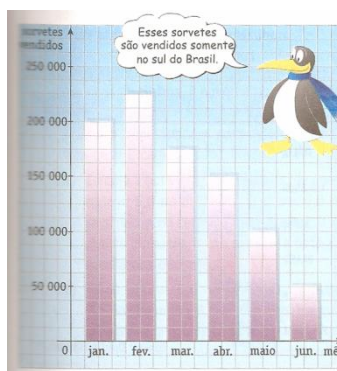 sorvetes
vendidos
Esses sorvetes
são vendidos somente
no sul do Brasil.
250 000
200 000
150 000
100 000
50 000
0 jan. fev. mar. abr. maio jun.